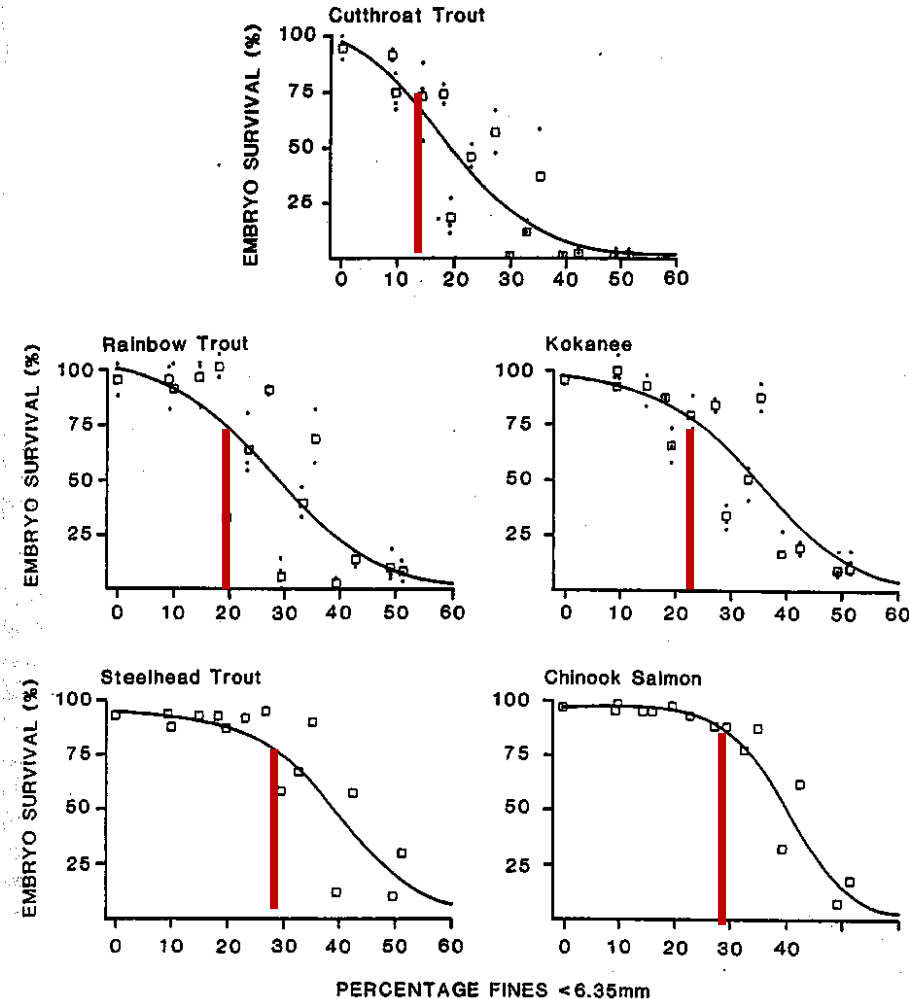 Cutthroat Trout
EMBRYO SURVIVAL (%)
100
75
50
25
0 10 20 30 40 50 60
Rainbow Trout
EMBRYO SURVIVAL (%)
100
75
50
25
0 10 20 30 40 50 60
Kokanee
100
75
50
25
0 10 20 30 40 60
Steelhead Trout
EMBRYO SURVIVAL (%)
100
75
50
25
0 10 20 30 40 50 60
Chinook Salmon
100
75
50
25
0 10 20 30 40
PERCENTAGE FINES <6.35mm